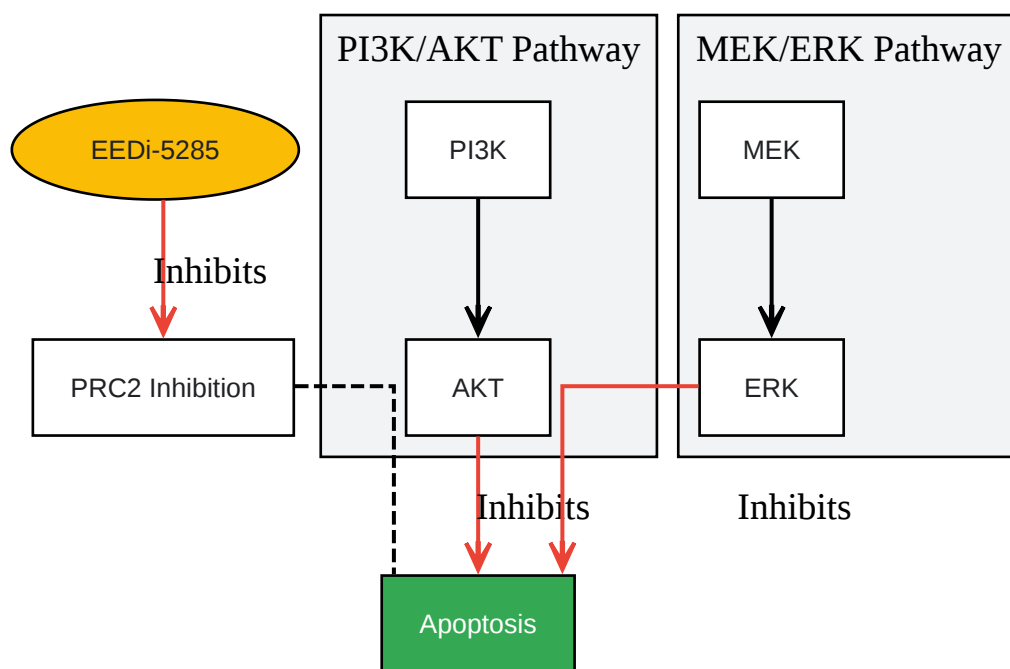 PI3K/AKT Pathway
MEK/ERK Pathway
EEDi-5285
PI3K
MEK
Inhibits
PRC2 Inhibition
AKT
ERK
Inhibits
Inhibits
Apoptosis